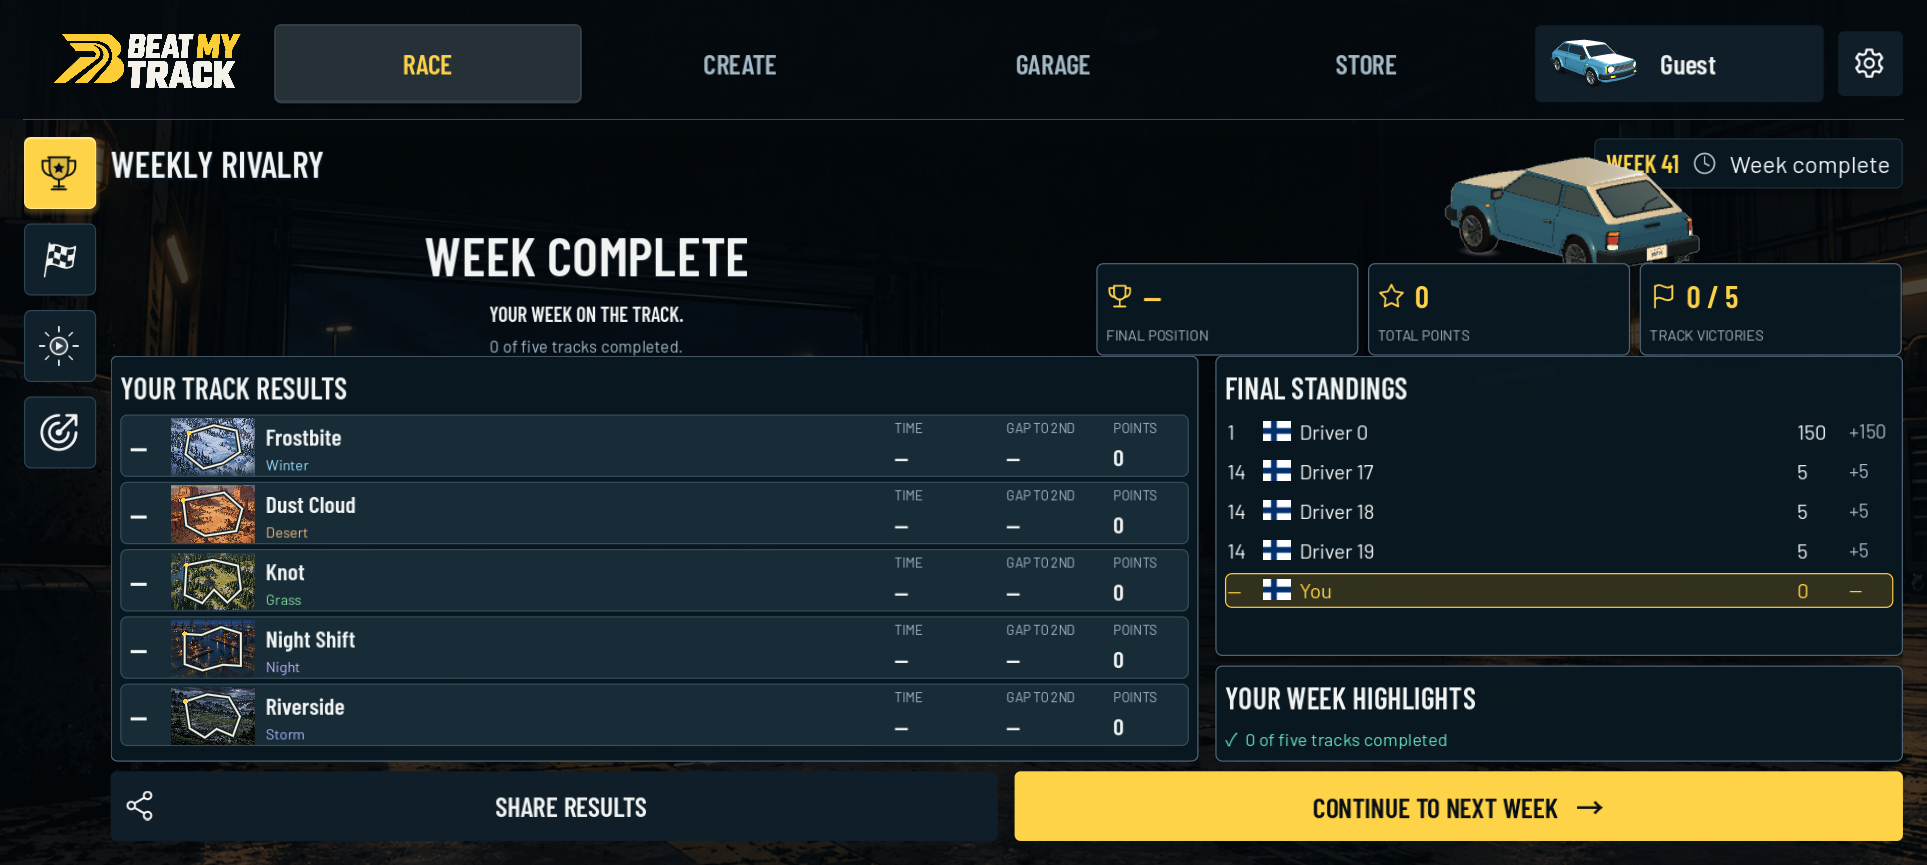 BEAT MY
TRACK
RACE
CREATE
GARAGE
STORE
Guest
WEEKLY RIVALRY
WEEK 41
Week complete
WEEK COMPLETE
YOUR WEEK ON THE TRACK.
0 of five tracks completed.
–
FINAL POSITION
0
TOTAL POINTS
0 / 5
TRACK VICTORIES
YOUR TRACK RESULTS
– Frostbite
Winter
TIME GAP TO 2ND POINTS
– – 0
– Dust Cloud
Desert
TIME GAP TO 2ND POINTS
– – 0
– Knot
Grass
TIME GAP TO 2ND POINTS
– – 0
– Night Shift
Night
TIME GAP TO 2ND POINTS
– – 0
– Riverside
Storm
TIME GAP TO 2ND POINTS
– – 0
FINAL STANDINGS
1 Driver 0 150 +150
14 Driver 17 5 +5
14 Driver 18 5 +5
14 Driver 19 5 +5
– You 0 –
YOUR WEEK HIGHLIGHTS
✓ 0 of five tracks completed
SHARE RESULTS
CONTINUE TO NEXT WEEK →